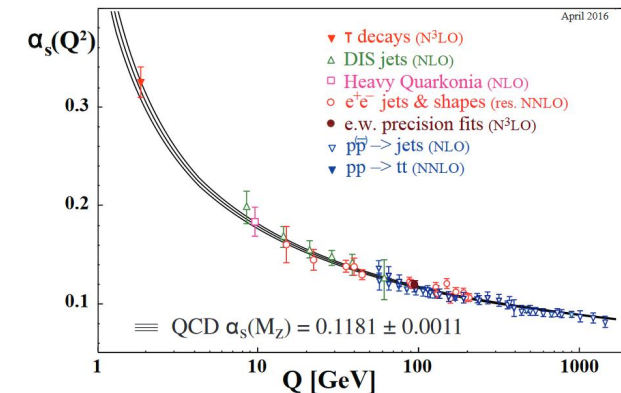 April 2016
αs(Q²)
▼ τ decays (N³LO)
△ DIS jets (NLO)
□ Heavy Quarkonia (NLO)
○ e⁺e⁻ jets & shapes (res. NNLO)
● e.w. precision fits (N³LO)
▽ p(p̄) –> jets (NLO)
▼ pp –> tt (NNLO)
0.3
0.2
0.1
QCD αs(Mz) = 0.1181 ± 0.0011
1 10 100 1000
Q [GeV]